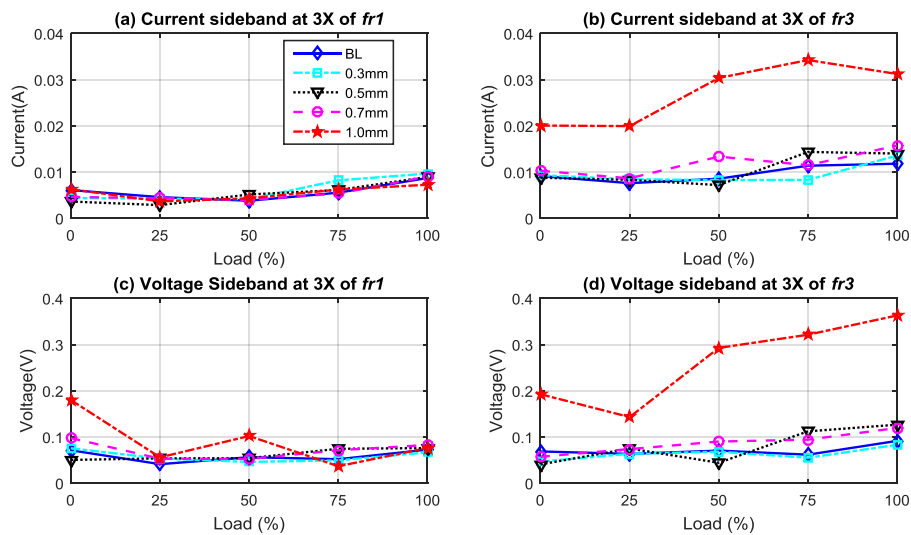 (a) Current sideband at 3X of fr1
0.04
0.03
0.02
0.01
0
Current(A)
0 25 50 75 100
Load (%)
BL
0.3mm
0.5mm
0.7mm
1.0mm
(b) Current sideband at 3X of fr3
0.04
0.03
0.02
0.01
0
Current(A)
0 25 50 75 100
Load (%)
(c) Voltage Sideband at 3X of fr1
0.4
0.3
0.2
0.1
0
Voltage(V)
0 25 50 75 100
Load (%)
(d) Voltage sideband at 3X of fr3
0.4
0.3
0.2
0.1
0
Voltage(V)
0 25 50 75 100
Load (%)